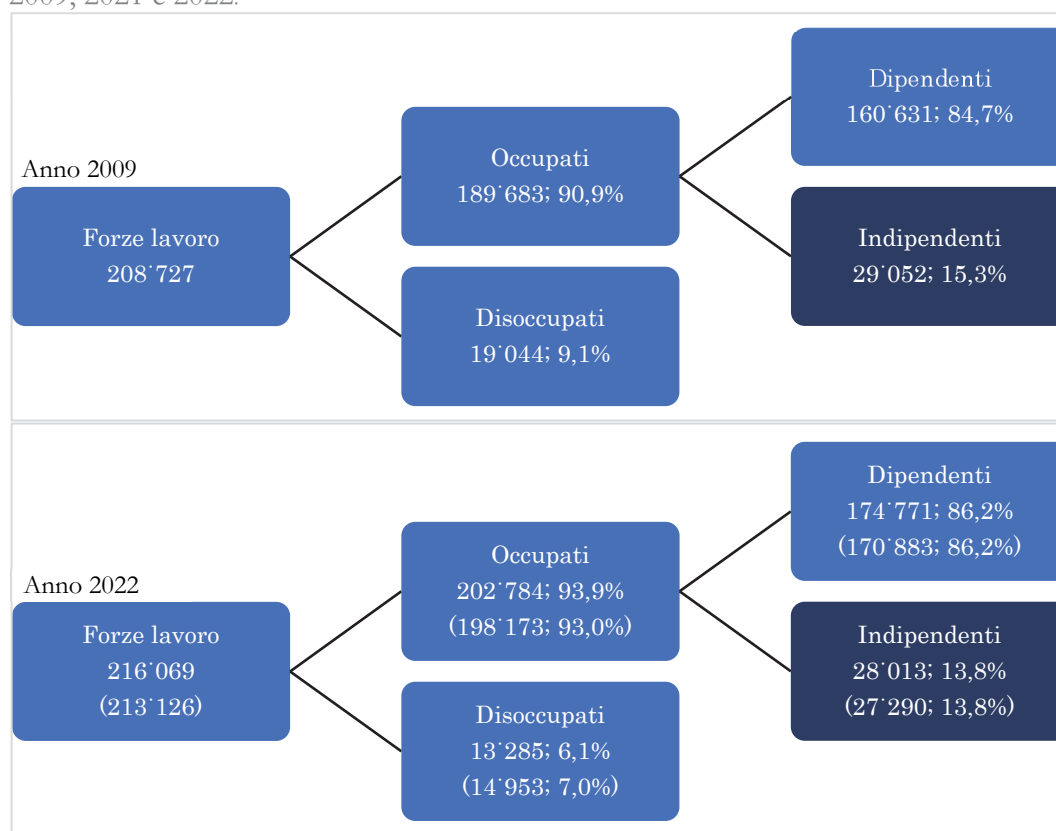 2009, 2021 e 2022.
Anno 2009
Forze lavoro
208˙727
Occupati
189˙683; 90,9%
Disoccupati
19˙044; 9,1%
Dipendenti
160˙631; 84,7%
Indipendenti
29˙052; 15,3%
Anno 2022
Forze lavoro
216˙069
(213˙126)
Occupati
202˙784; 93,9%
(198˙173; 93,0%)
Disoccupati
13˙285; 6,1%
(14˙953; 7,0%)
Dipendenti
174˙771; 86,2%
(170˙883; 86,2%)
Indipendenti
28˙013; 13,8%
(27˙290; 13,8%)